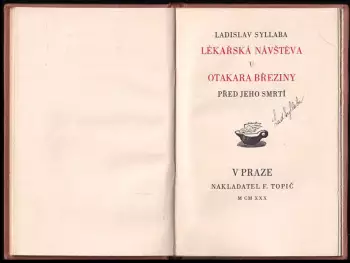 LADISLAV SYLLABA
LÉKAŘSKÁ NÁVŠTĚVA
U
OTAKARA BŘEZINY
PŘED JEHO SMRTÍ
V PRAZE
NAKLADATEL F. TOPIČ
M CM XXX